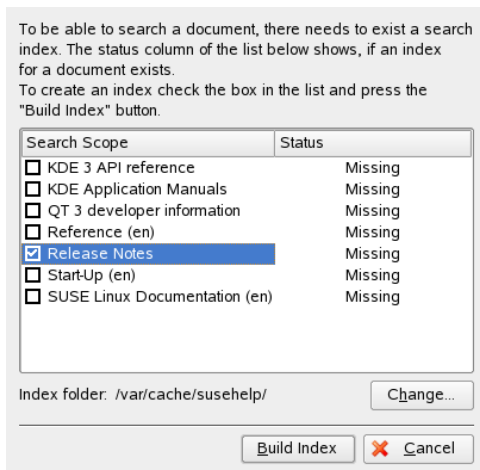 To be able to search a document, there needs to exist a search
index. The status column of the list below shows, if an index
for a document exists.
To create an index check the box in the list and press the
"Build Index" button.
Search Scope Status
KDE 3 API reference Missing
KDE Application Manuals Missing
QT 3 developer information Missing
Reference (en) Missing
Release Notes Missing
Start-Up (en) Missing
SUSE Linux Documentation (en) Missing
Index folder: /var/cache/susehelp/ Change...
Build Index Cancel